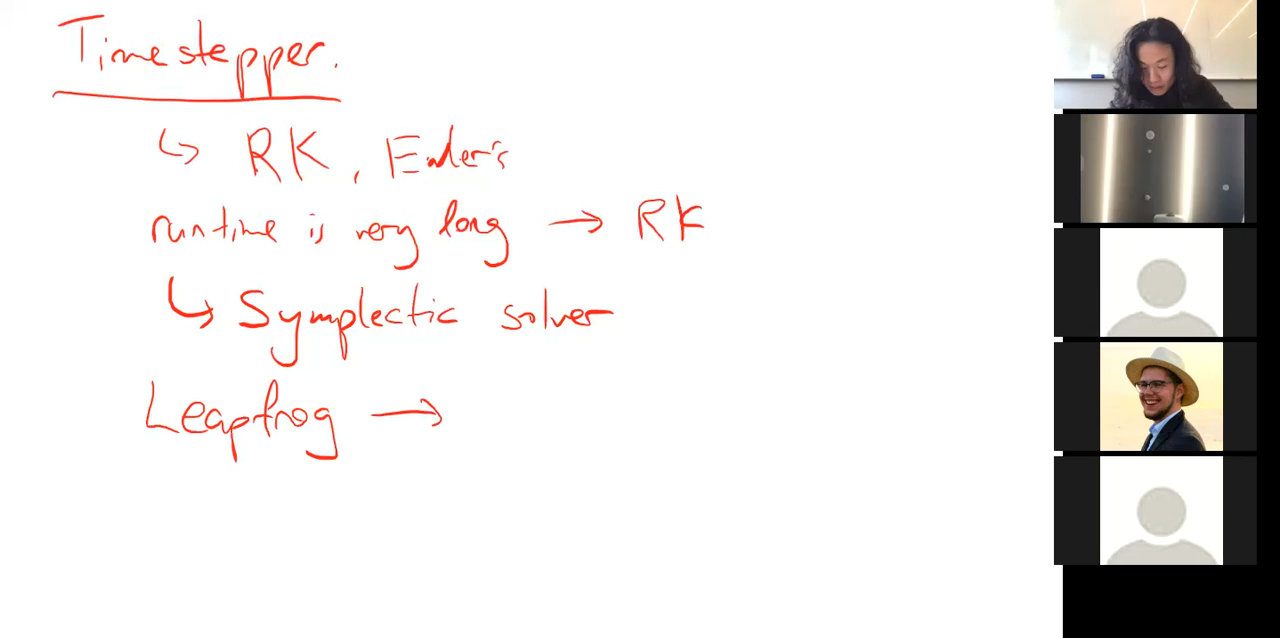 Timestepper.
↳ RK, Euler's
runtime is very long → RK
↳ Symplectic solver
Leapfrog →